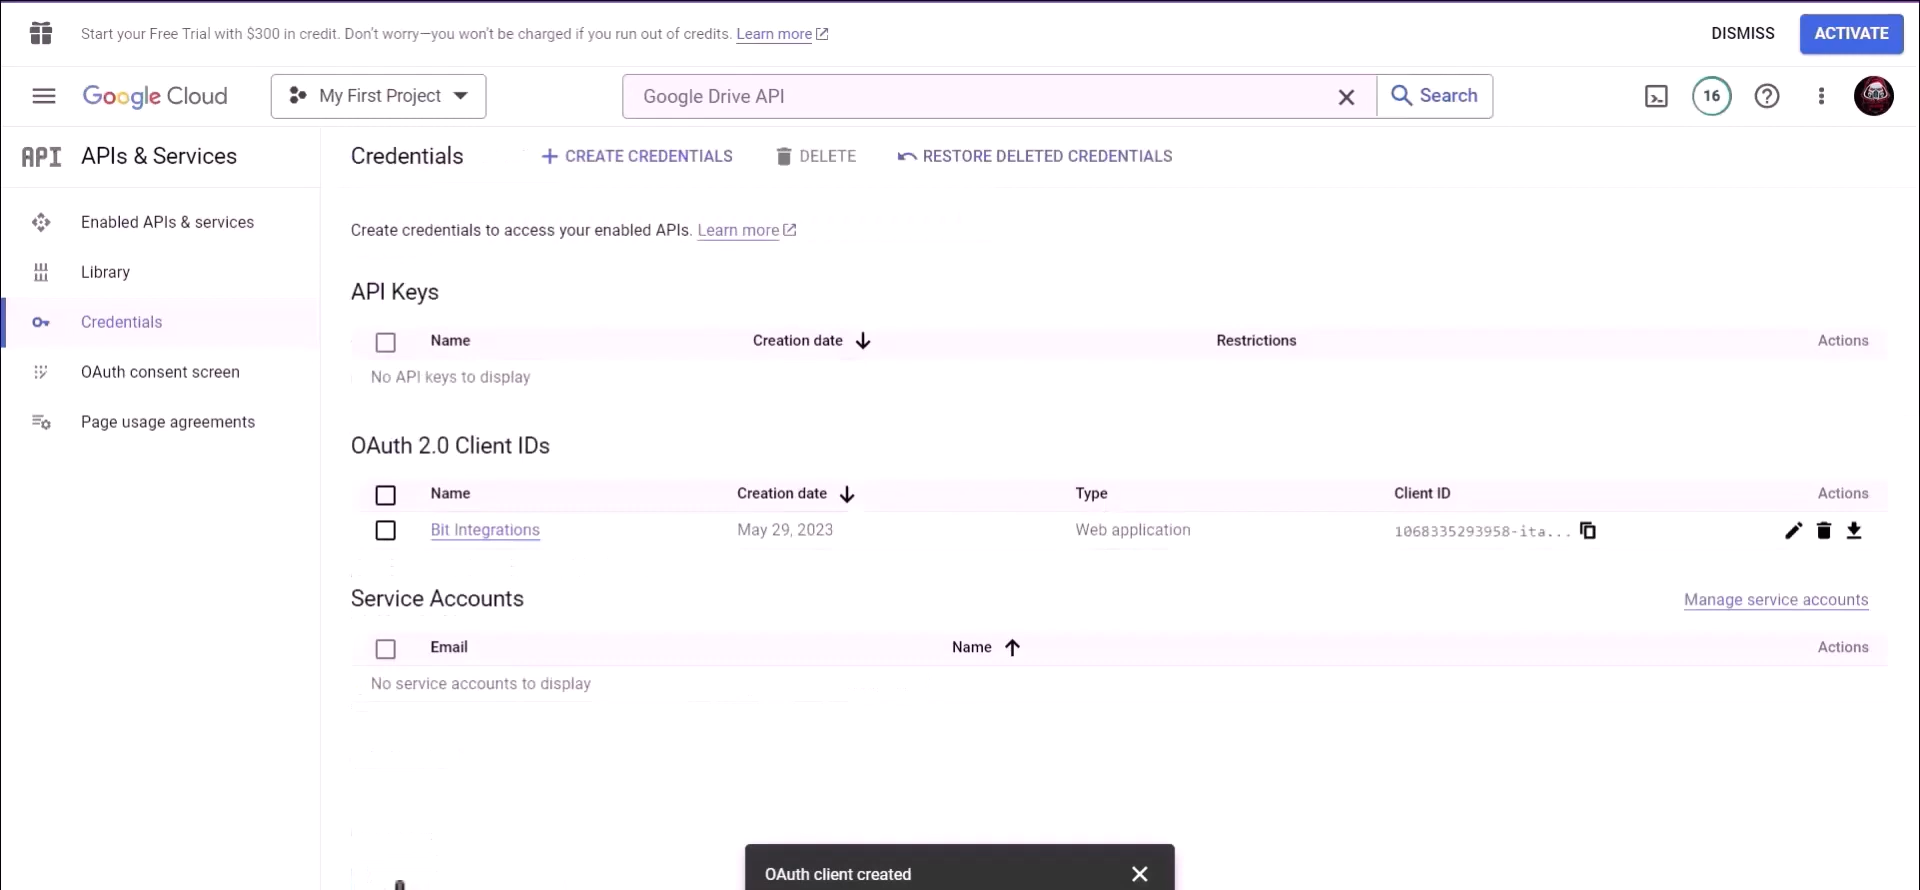 Start your Free Trial with $300 in credit. Don't worry—you won't be charged if you run out of credits. Learn more
DISMISS
ACTIVATE
Google Cloud
My First Project
Google Drive API
Search
16
API APIs & Services
Enabled APIs & services
Library
Credentials
OAuth consent screen
Page usage agreements
Credentials
CREATE CREDENTIALS
DELETE
RESTORE DELETED CREDENTIALS
Create credentials to access your enabled APIs. Learn more
API Keys
Name Creation date Restrictions Actions
No API keys to display
OAuth 2.0 Client IDs
Name Creation date Type Client ID Actions
Bit Integrations May 29, 2023 Web application 1068335293958-ita...
Service Accounts
Manage service accounts
Email Name Actions
No service accounts to display
OAuth client created